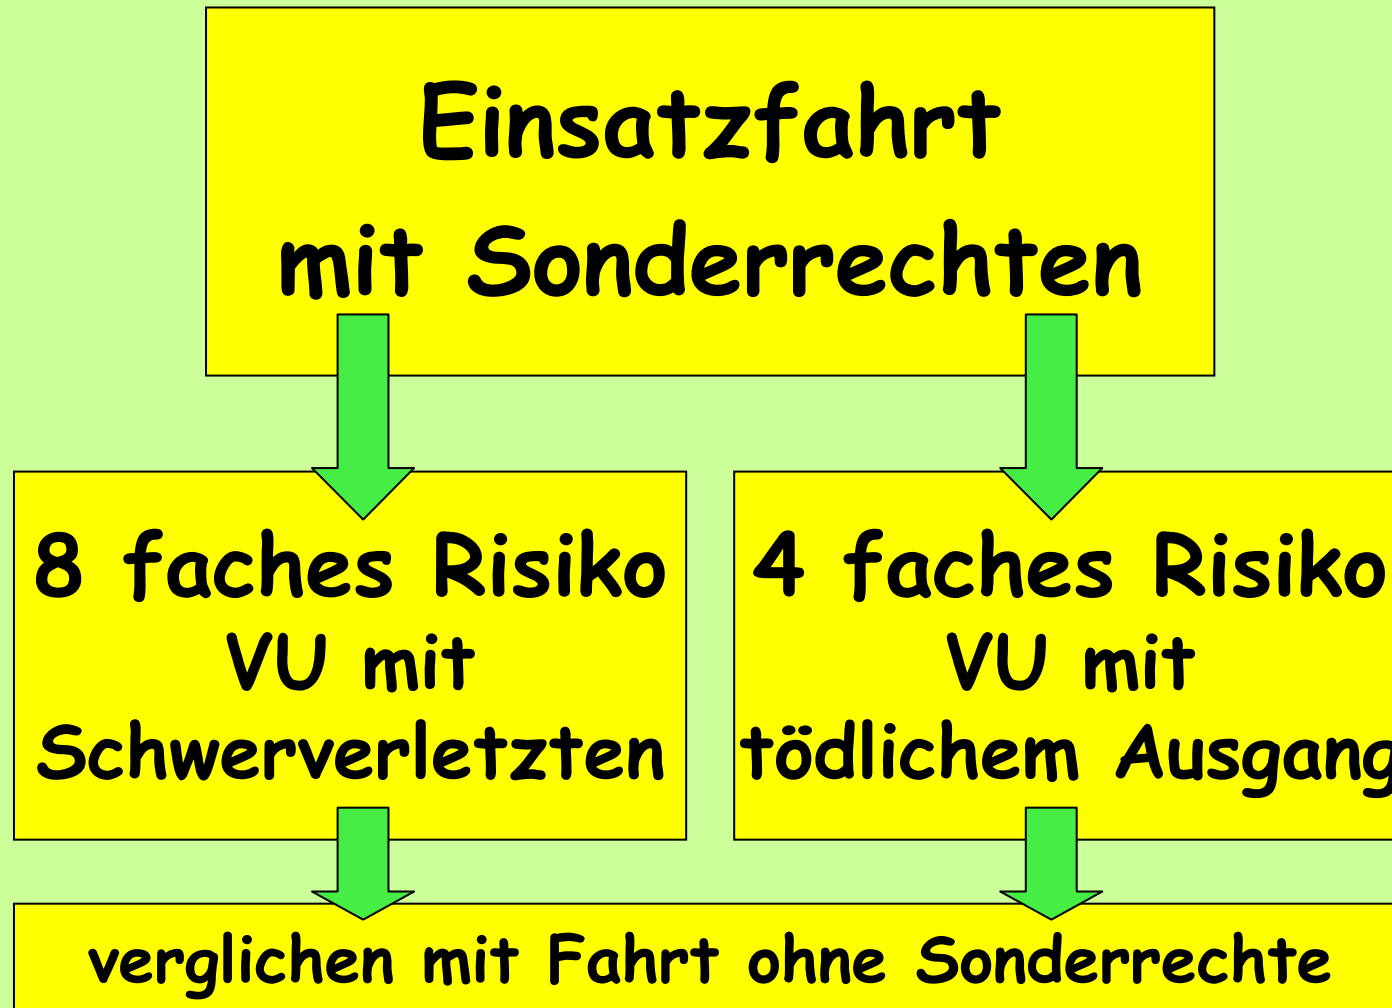 Einsatzfahrt
mit Sonderrechten
8 faches Risiko
VU mit
Schwerverletzten
4 faches Risiko
VU mit
tödlichem Ausgang
verglichen mit Fahrt ohne Sonderrechte